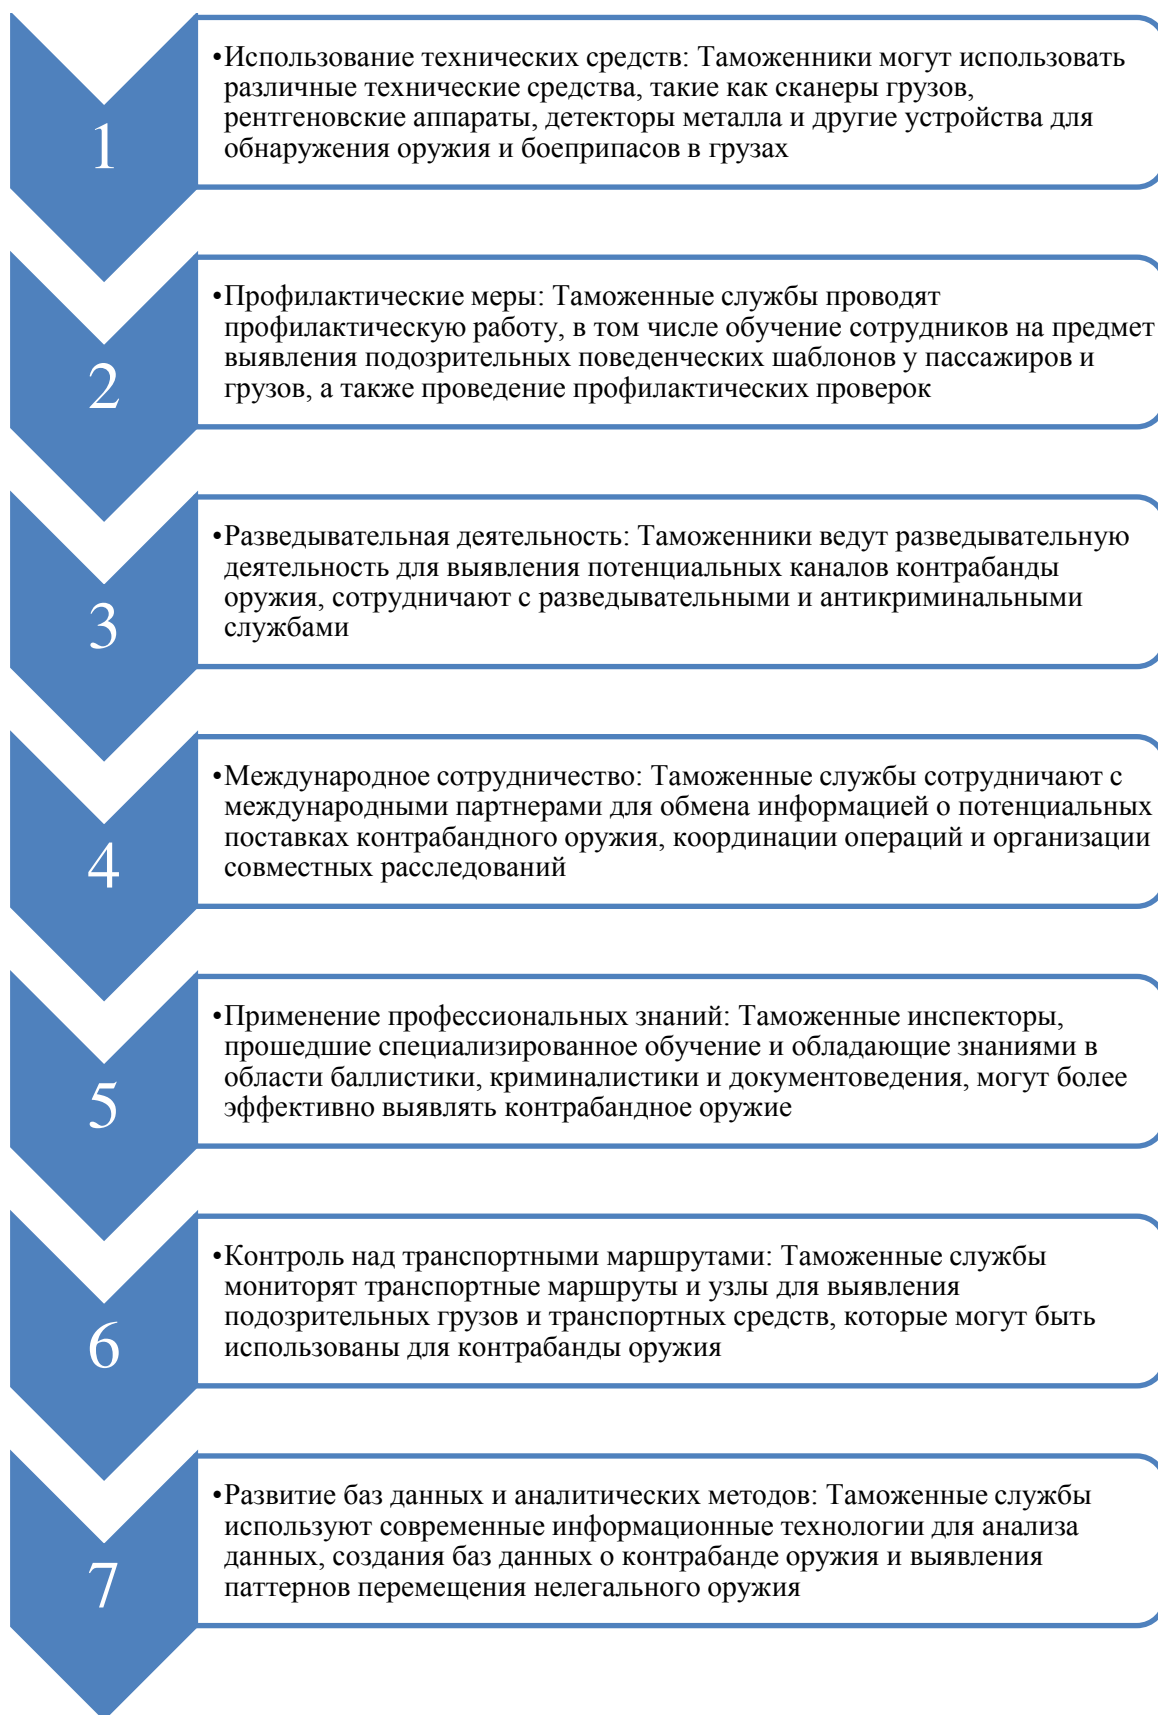 1
•Использование технических средств: Таможенники могут использовать
различные технические средства, такие как сканеры грузов,
рентгеновские аппараты, детекторы металла и другие устройства для
обнаружения оружия и боеприпасов в грузах
2
•Профилактические меры: Таможенные службы проводят
профилактическую работу, в том числе обучение сотрудников на предмет
выявления подозрительных поведенческих шаблонов у пассажиров и
грузов, а также проведение профилактических проверок
3
•Разведывательная деятельность: Таможенники ведут разведывательную
деятельность для выявления потенциальных каналов контрабанды
оружия, сотрудничают с разведывательными и антикриминальными
службами
4
•Международное сотрудничество: Таможенные службы сотрудничают с
международными партнерами для обмена информацией о потенциальных
поставках контрабандного оружия, координации операций и организации
совместных расследований
5
•Применение профессиональных знаний: Таможенные инспекторы,
прошедшие специализированное обучение и обладающие знаниями в
области баллистики, криминалистики и документоведения, могут более
эффективно выявлять контрабандное оружие
6
•Контроль над транспортными маршрутами: Таможенные службы
мониторят транспортные маршруты и узлы для выявления
подозрительных грузов и транспортных средств, которые могут быть
использованы для контрабанды оружия
7
•Развитие баз данных и аналитических методов: Таможенные службы
используют современные информационные технологии для анализа
данных, создания баз данных о контрабанде оружия и выявления
паттернов перемещения нелегального оружия